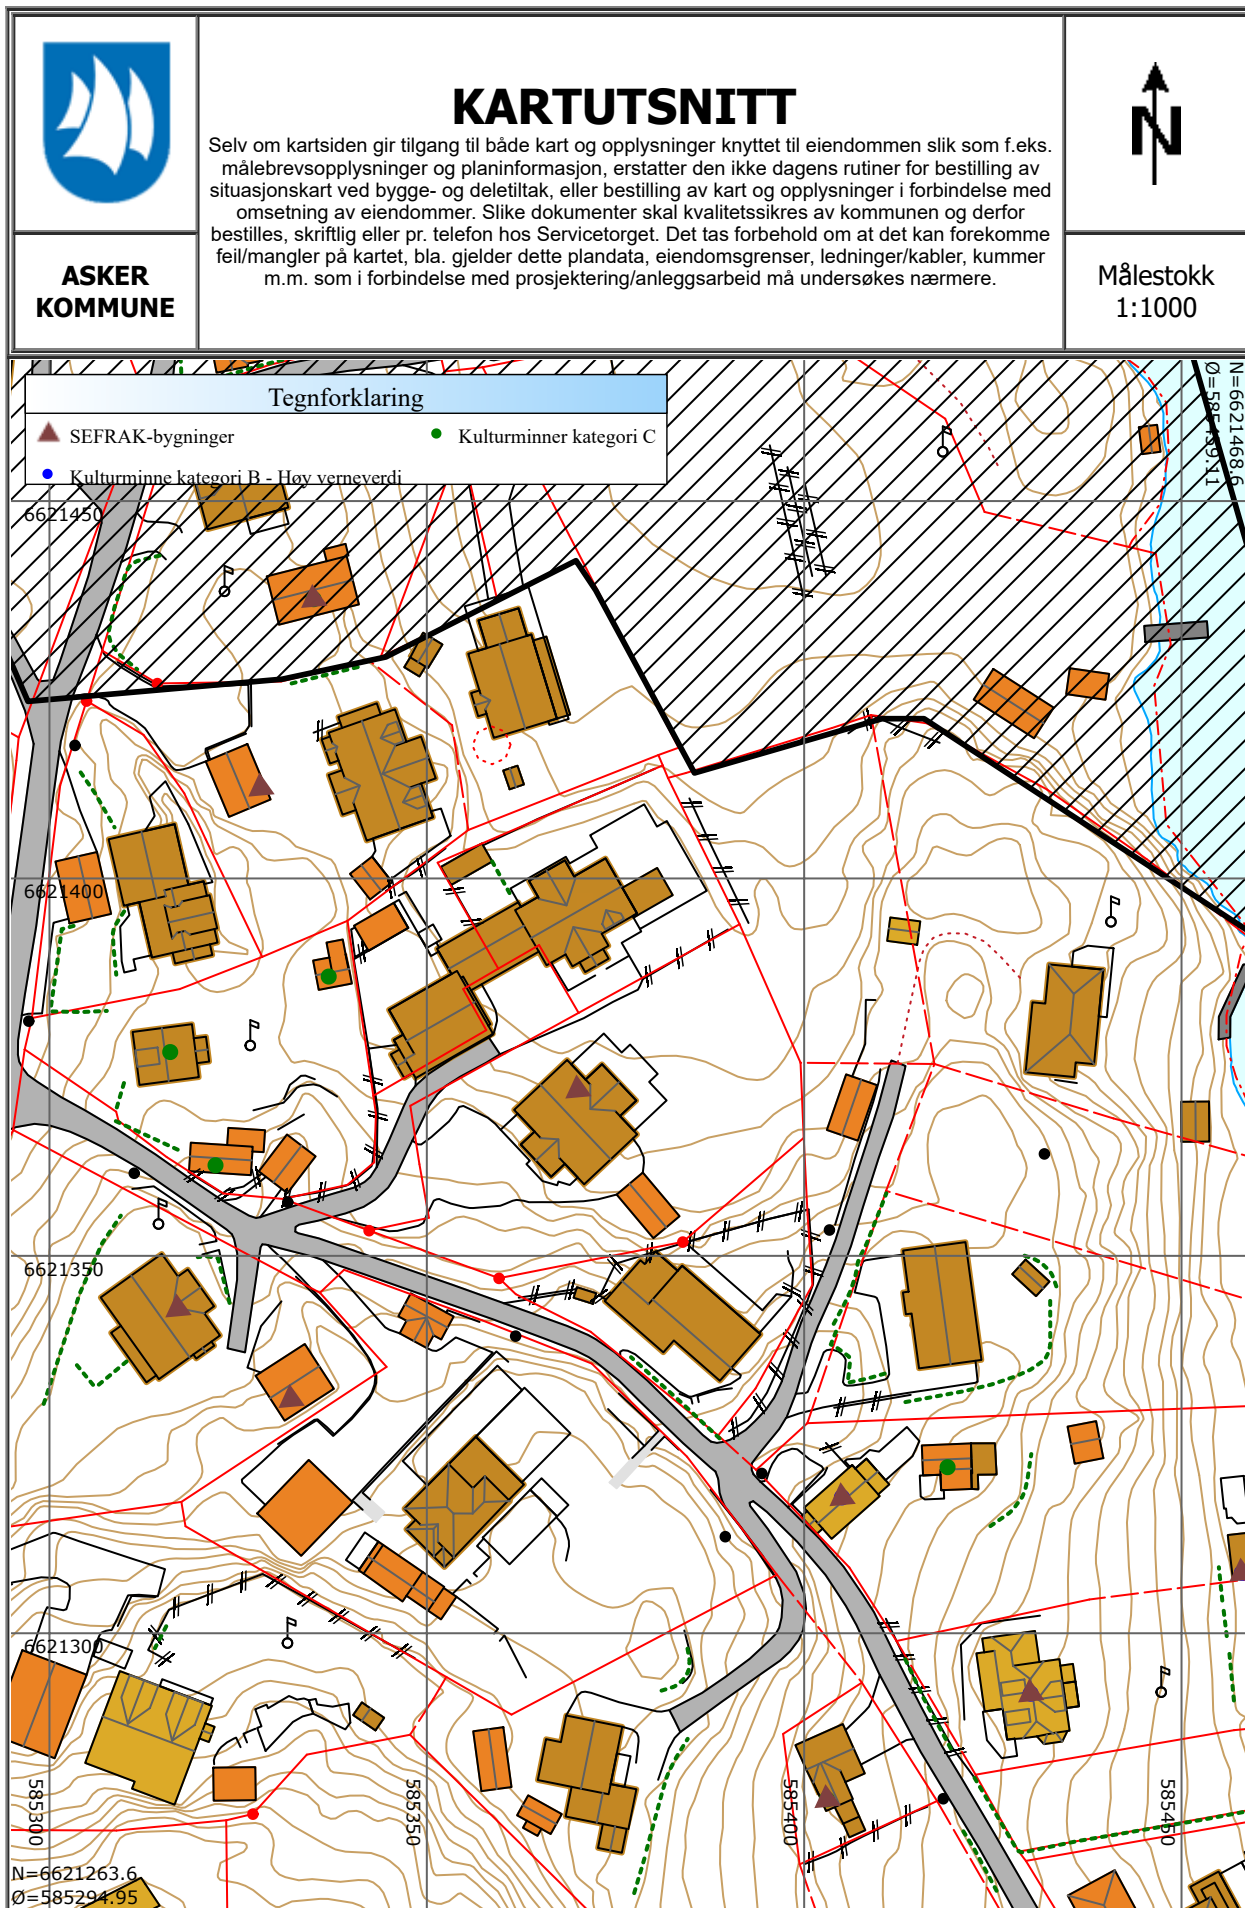 ASKER
KOMMUNE
KARTUTSNITT
Selv om kartsiden gir tilgang til både kart og opplysninger knyttet til eiendommen slik som f.eks.
målebrevsopplysninger og planinformasjon, erstatter den ikke dagens rutiner for bestilling av
situasjonskart ved bygge- og deletiltak, eller bestilling av kart og opplysninger i forbindelse med
omsetning av eiendommer. Slike dokumenter skal kvalitetssikres av kommunen og derfor
bestilles, skriftlig eller pr. telefon hos Servicetorget. Det tas forbehold om at det kan forekomme
feil/mangler på kartet, bla. gjelder dette plandata, eiendomsgrenser, ledninger/kabler, kummer
m.m. som i forbindelse med prosjektering/anleggsarbeid må undersøkes nærmere.
N
Målestokk
1:1000
Tegnforklaring
SEFRAK-bygninger
Kulturminner kategori C
Kulturminne kategori B - Høy verneverdi
N=6621468.6
6621450
6621400
6621350
6621300
585300
585350
585400
585450
N=6621263.6
Ø=585294.95